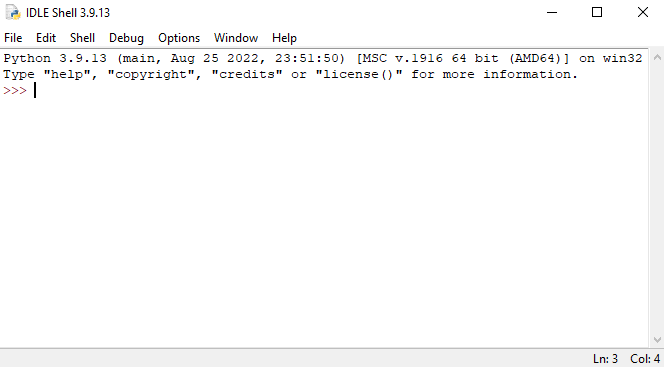 IDLE Shell 3.9.13
File Edit Shell Debug Options Window Help
Python 3.9.13 (main, Aug 25 2022, 23:51:50) [MSC v.1916 64 bit (AMD64)] on win32
Type "help", "copyright", "credits" or "license()" for more information.
>>>
Ln: 3 Col: 4